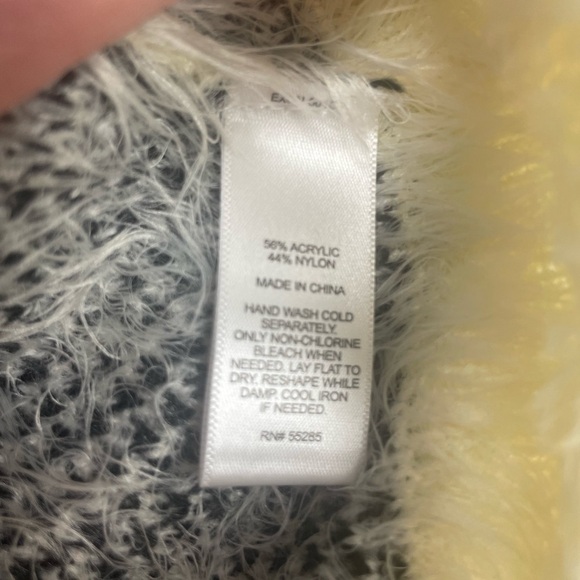 56% ACRYLIC
44% NYLON
MADE IN CHINA
HAND WASH COLD
SEPARATELY.
ONLY NON-CHLORINE
BLEACH WHEN
NEEDED. LAY FLAT TO
DRY. RESHAPE WHILE
DAMP. COOL IRON
IF NEEDED.
RN# 55285